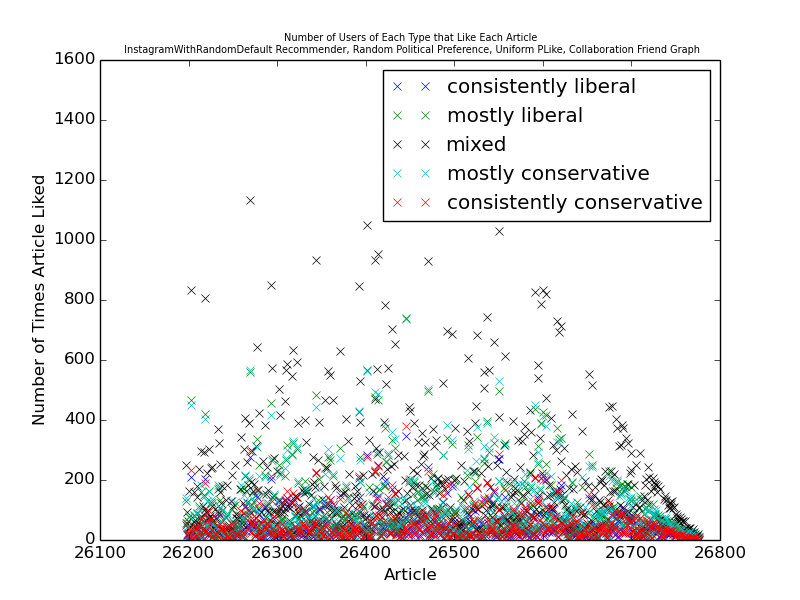 Number of Users of Each Type that Like Each Article
InstagramWithRandomDefault Recommender, Random Political Preference, Uniform PLike, Collaboration Friend Graph
1600
1400
1200
1000
800
600
400
200
0
Number of Times Article Liked
consistently liberal
mostly liberal
mixed
mostly conservative
consistently conservative
26100 26200 26300 26400 26500 26600 26700 26800
Article